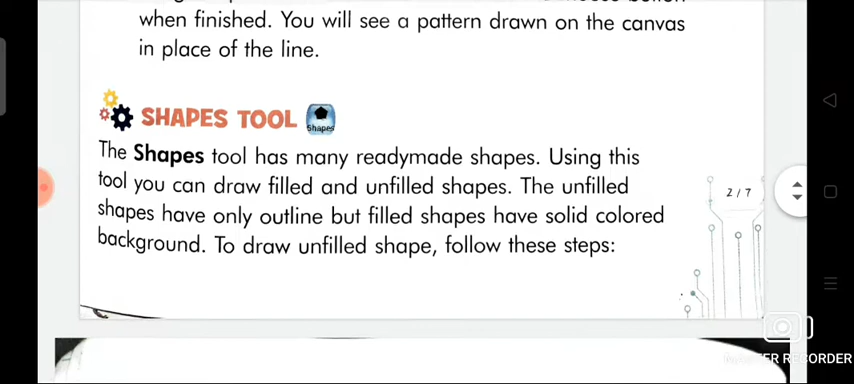 when finished. You will see a pattern drawn on the canvas
in place of the line.
SHAPES TOOL
Shapes
The Shapes tool has many readymade shapes. Using this
tool you can draw filled and unfilled shapes. The unfilled
shapes have only outline but filled shapes have solid colored
background. To draw unfilled shape, follow these steps:
2 / 7
RECORDER